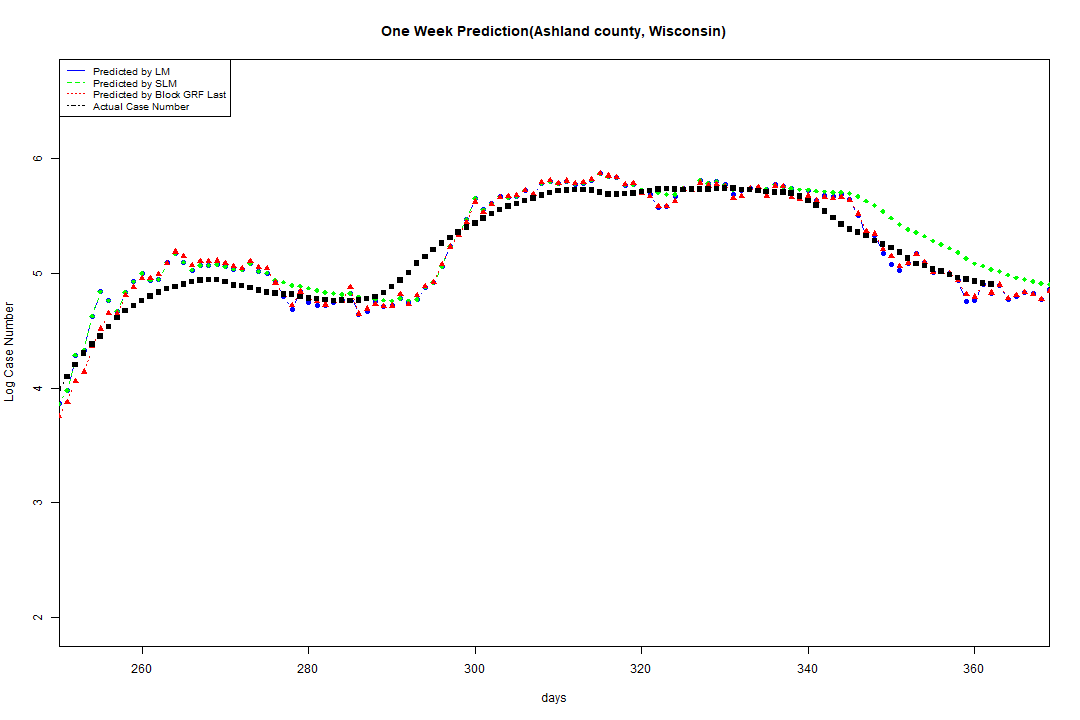 One Week Prediction(Ashland county, Wisconsin)
Predicted by LM
Predicted by SLM
Predicted by Block GRF Last
Actual Case Number
6
5
4
3
2
Log Case Number
260 280 300 320 340 360
days